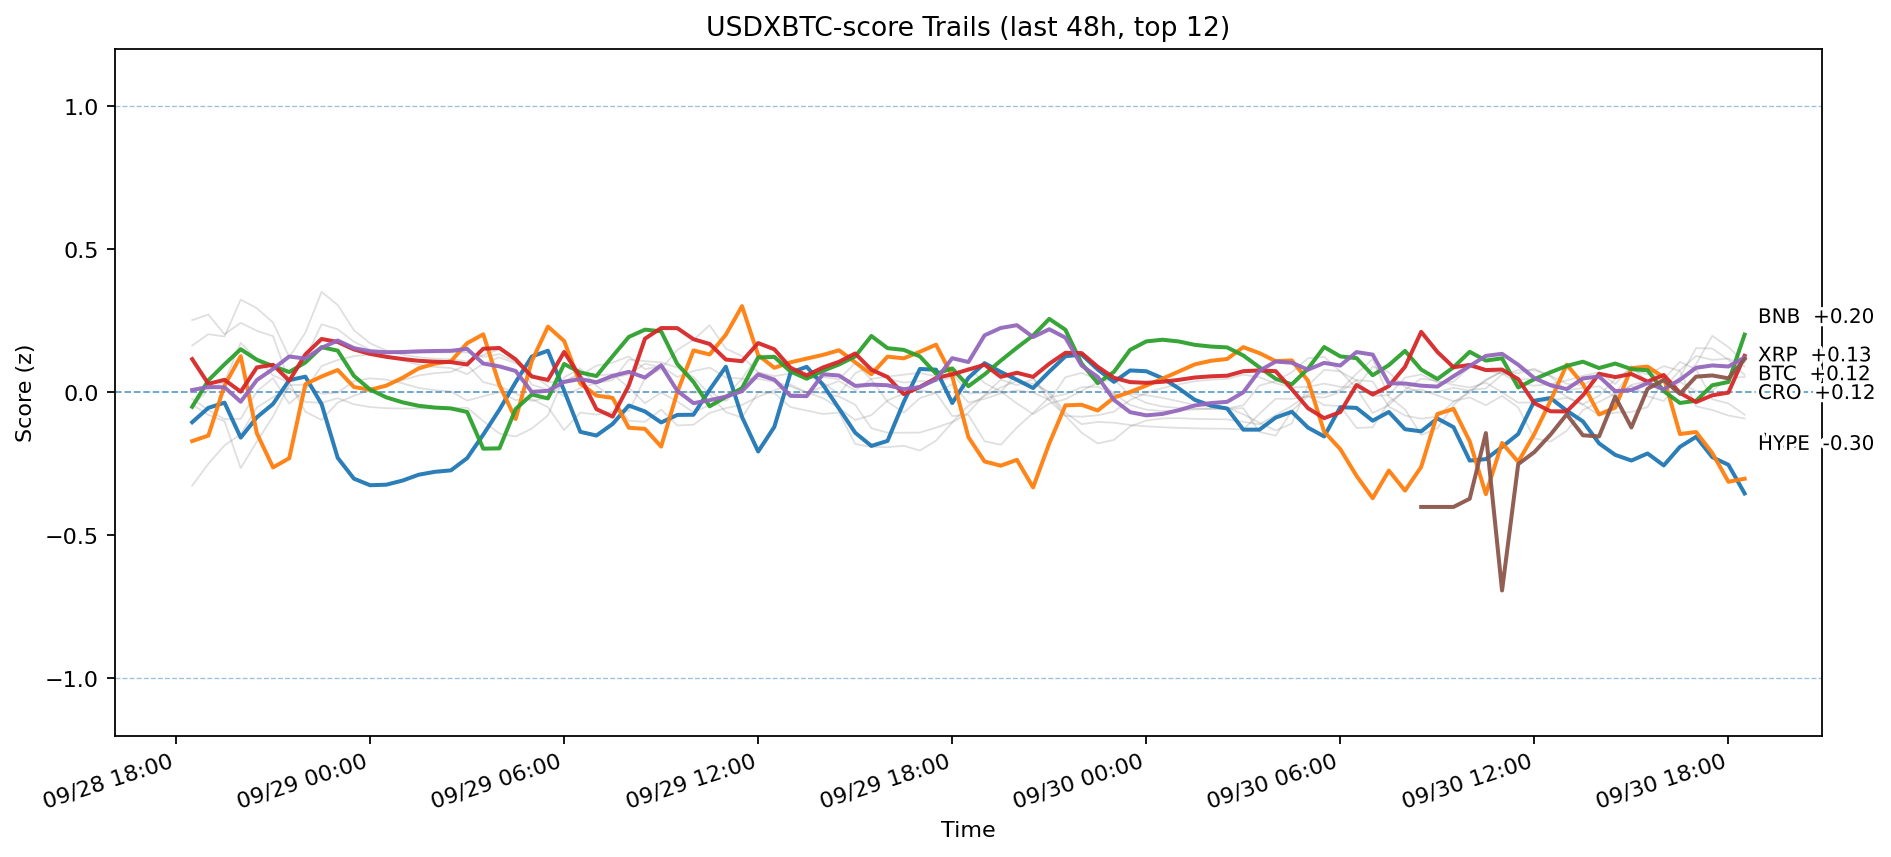 USDXBTC-score Trails (last 48h, top 12)
Score (z)
1.0
0.5
0.0
−0.5
−1.0
BNB +0.20
XRP +0.13
BTC +0.12
CRO +0.12
HYPE -0.30
09/28 18:00
09/29 00:00
09/29 06:00
09/29 12:00
09/29 18:00
09/30 00:00
09/30 06:00
09/30 12:00
09/30 18:00
Time